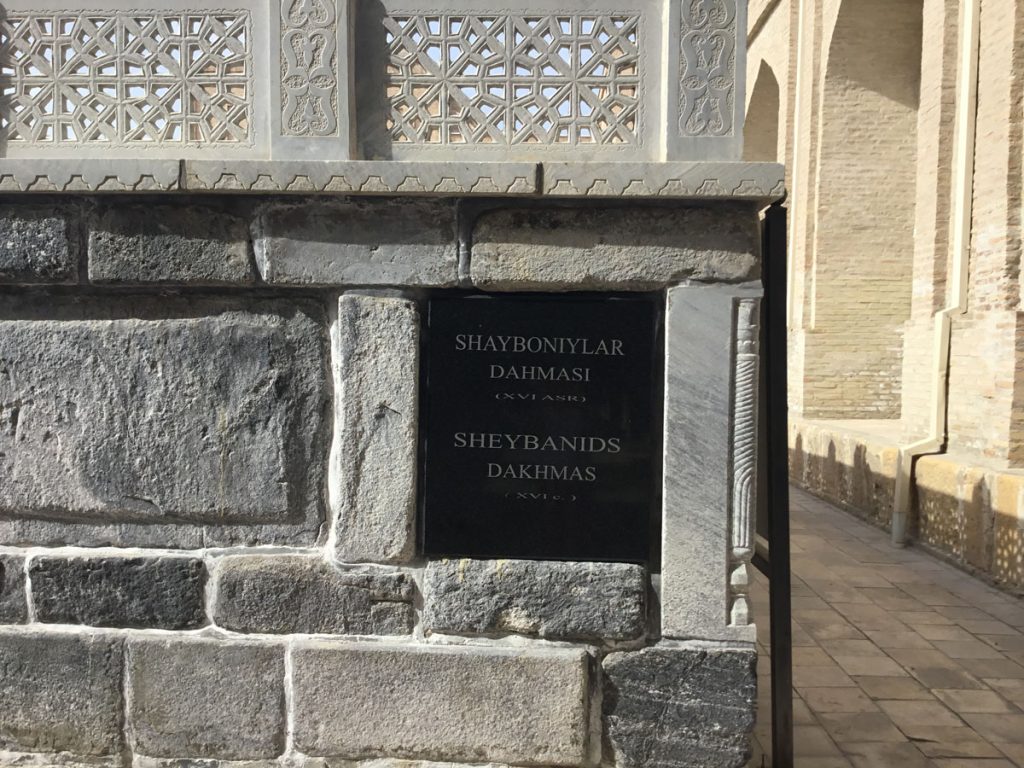 SHAYBONIYLAR
DAHMASI
(XVI ASR)
SHEYBANIDS
DAKHMAS
( XVI c. )